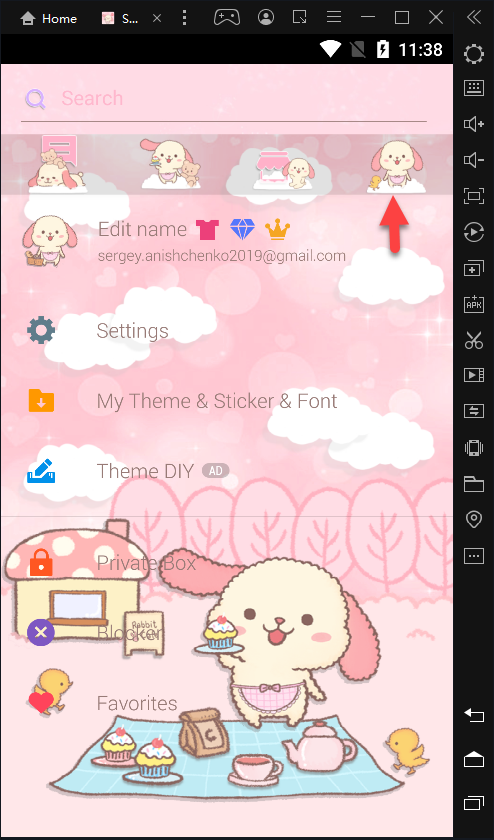 Home
S...
11:38
Search
Edit name
sergey.anishchenko2019@gmail.com
Settings
My Theme & Sticker & Font
Theme DIY AD
Private Box
Rabbit
Blocker
Favorites
C
APK